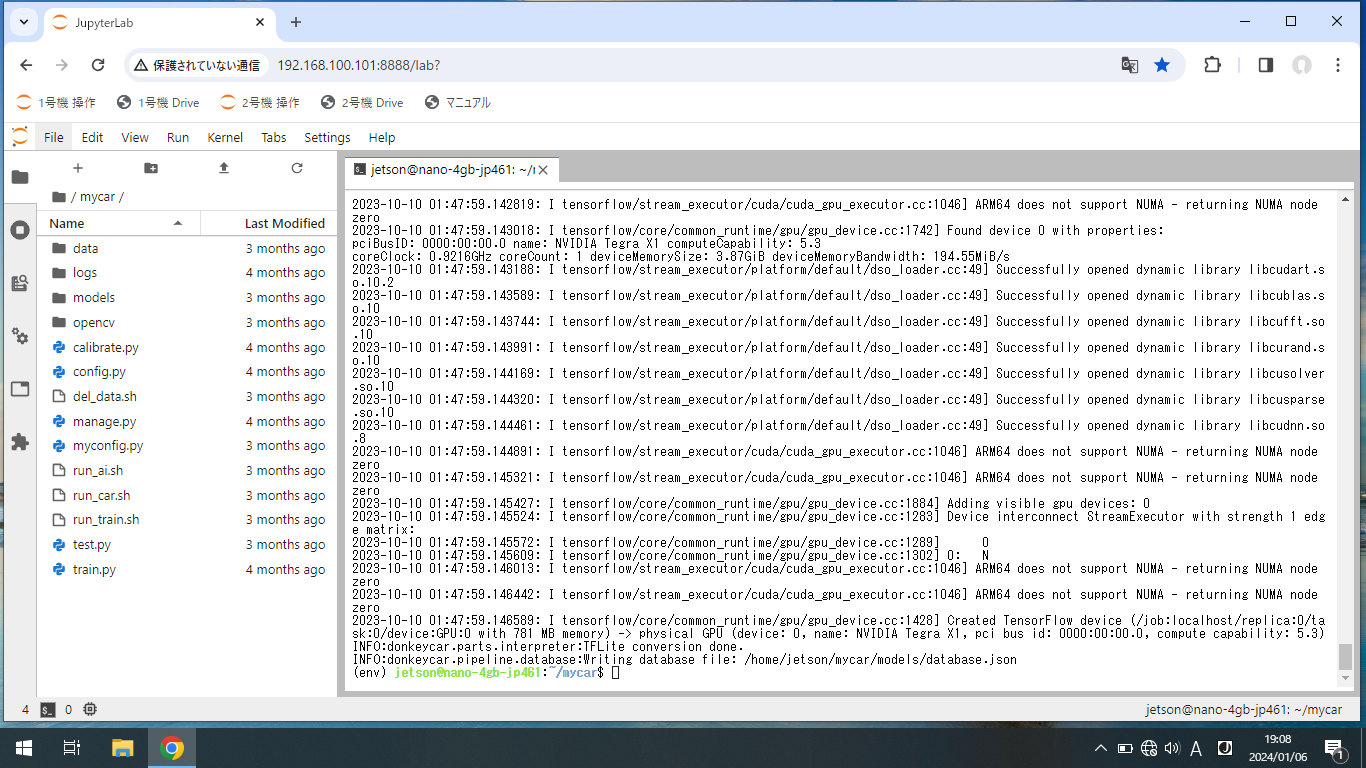 JupyterLab
保護されていない通信 192.168.100.101:8888/lab?
1号機 操作 1号機 Drive 2号機 操作 2号機 Drive マニュアル
File Edit View Run Kernel Tabs Settings Help
jetson@nano-4gb-jp461: ~/
/ mycar /
Name Last Modified
data 3 months ago
logs 4 months ago
models 3 months ago
opencv 3 months ago
calibrate.py 4 months ago
config.py 4 months ago
del_data.sh 3 months ago
manage.py 4 months ago
myconfig.py 3 months ago
run_ai.sh 3 months ago
run_car.sh 3 months ago
run_train.sh 3 months ago
test.py 3 months ago
train.py 4 months ago
2023-10-10 01:47:59.142819: I tensorflow/stream_executor/cuda/cuda_gpu_executor.cc:1046] ARM64 does not support NUMA - returning NUMA node
zero
2023-10-10 01:47:59.143018: I tensorflow/core/common_runtime/gpu/gpu_device.cc:1742] Found device 0 with properties:
pciBusID: 0000:00:00.0 name: NVIDIA Tegra X1 computeCapability: 5.3
coreClock: 0.9216GHz coreCount: 1 deviceMemorySize: 3.87GiB deviceMemoryBandwidth: 194.55MiB/s
2023-10-10 01:47:59.143188: I tensorflow/stream_executor/platform/default/dso_loader.cc:49] Successfully opened dynamic library libcudart.s
o.10.2
2023-10-10 01:47:59.143589: I tensorflow/stream_executor/platform/default/dso_loader.cc:49] Successfully opened dynamic library libcublas.s
o.10
2023-10-10 01:47:59.143744: I tensorflow/stream_executor/platform/default/dso_loader.cc:49] Successfully opened dynamic library libcufft.so
.10
2023-10-10 01:47:59.143991: I tensorflow/stream_executor/platform/default/dso_loader.cc:49] Successfully opened dynamic library libcurand.s
o.10
2023-10-10 01:47:59.144169: I tensorflow/stream_executor/platform/default/dso_loader.cc:49] Successfully opened dynamic library libcusolver
.so.10
2023-10-10 01:47:59.144320: I tensorflow/stream_executor/platform/default/dso_loader.cc:49] Successfully opened dynamic library libcusparse
.so.10
2023-10-10 01:47:59.144461: I tensorflow/stream_executor/platform/default/dso_loader.cc:49] Successfully opened dynamic library libcudnn.so
.8
2023-10-10 01:47:59.144891: I tensorflow/stream_executor/cuda/cuda_gpu_executor.cc:1046] ARM64 does not support NUMA - returning NUMA node
zero
2023-10-10 01:47:59.145321: I tensorflow/stream_executor/cuda/cuda_gpu_executor.cc:1046] ARM64 does not support NUMA - returning NUMA node
zero
2023-10-10 01:47:59.145427: I tensorflow/core/common_runtime/gpu/gpu_device.cc:1884] Adding visible gpu devices: 0
2023-10-10 01:47:59.145524: I tensorflow/core/common_runtime/gpu/gpu_device.cc:1283] Device interconnect StreamExecutor with strength 1 edg
e matrix:
2023-10-10 01:47:59.145572: I tensorflow/core/common_runtime/gpu/gpu_device.cc:1289]      0
2023-10-10 01:47:59.145609: I tensorflow/core/common_runtime/gpu/gpu_device.cc:1302] 0:   N
2023-10-10 01:47:59.146013: I tensorflow/stream_executor/cuda/cuda_gpu_executor.cc:1046] ARM64 does not support NUMA - returning NUMA node
zero
2023-10-10 01:47:59.146442: I tensorflow/stream_executor/cuda/cuda_gpu_executor.cc:1046] ARM64 does not support NUMA - returning NUMA node
zero
2023-10-10 01:47:59.146589: I tensorflow/core/common_runtime/gpu/gpu_device.cc:1428] Created TensorFlow device (/job:localhost/replica:0/ta
sk:0/device:GPU:0 with 781 MB memory) -> physical GPU (device: 0, name: NVIDIA Tegra X1, pci bus id: 0000:00:00.0, compute capability: 5.3)
INFO:donkeycar.parts.interpreter:TFLite conversion done.
INFO:donkeycar.pipeline.database:Writing database file: /home/jetson/mycar/models/database.json
(env) jetson@nano-4gb-jp461:~/mycar$
4 0 jetson@nano-4gb-jp461: ~/mycar
A J 19:08
2024/01/06
1